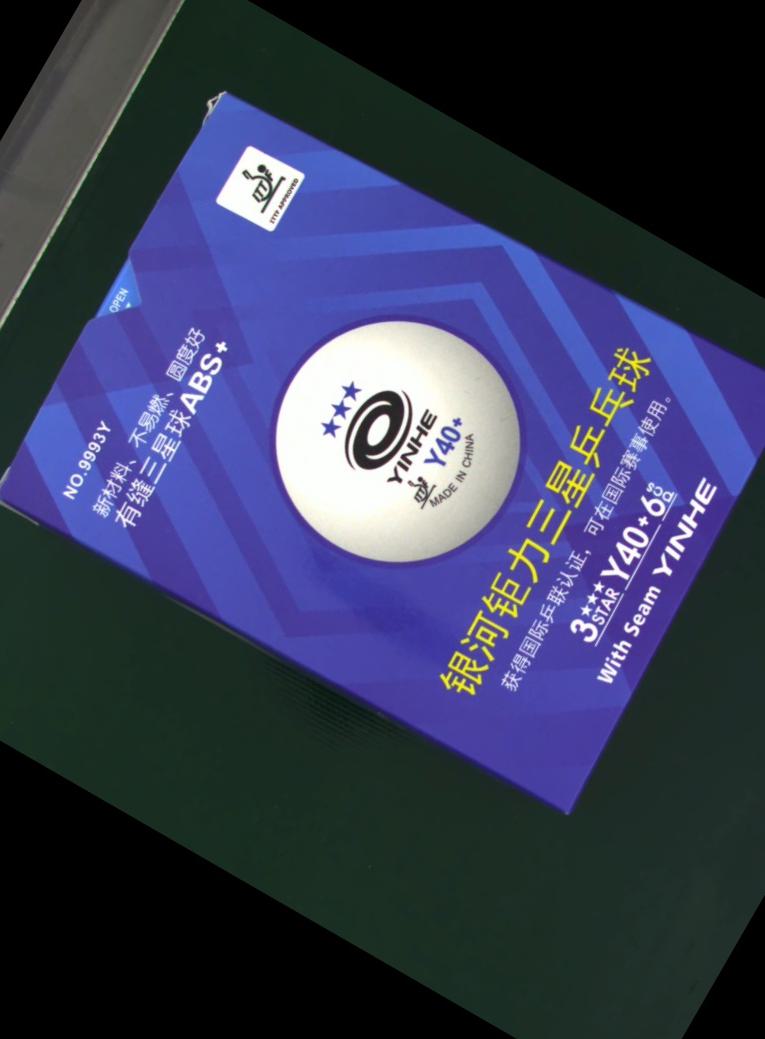 NO.9993Y
新材料、不易燃、圆度好
有缝三星球ABS+
OPEN
ITTF
ITTF APPROVED
YINHE
Y40+
MADE IN CHINA
银河钜力三星乒乓球
获得国际乒联认证，可在国际赛事使用。
3 STAR Y40+ 6
With Seam YINHE